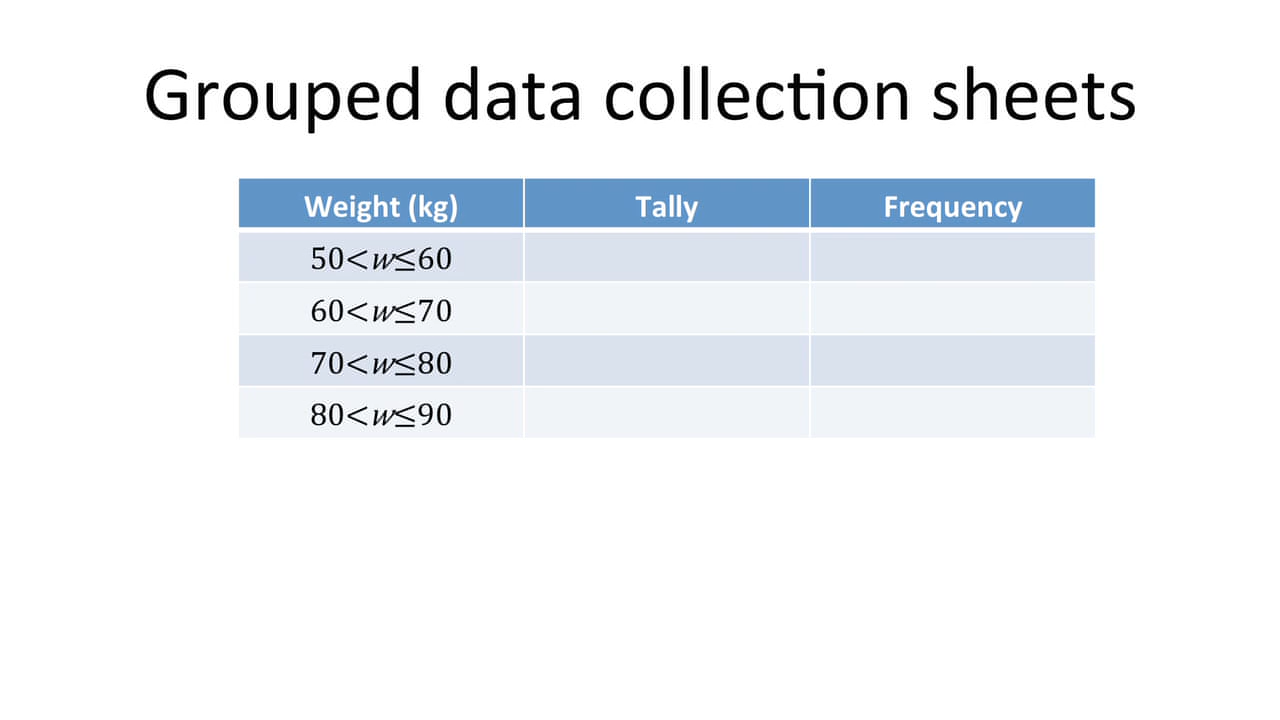 Grouped data collection sheets
Weight (kg) Tally Frequency
50<w≤60
60<w≤70
70<w≤80
80<w≤90